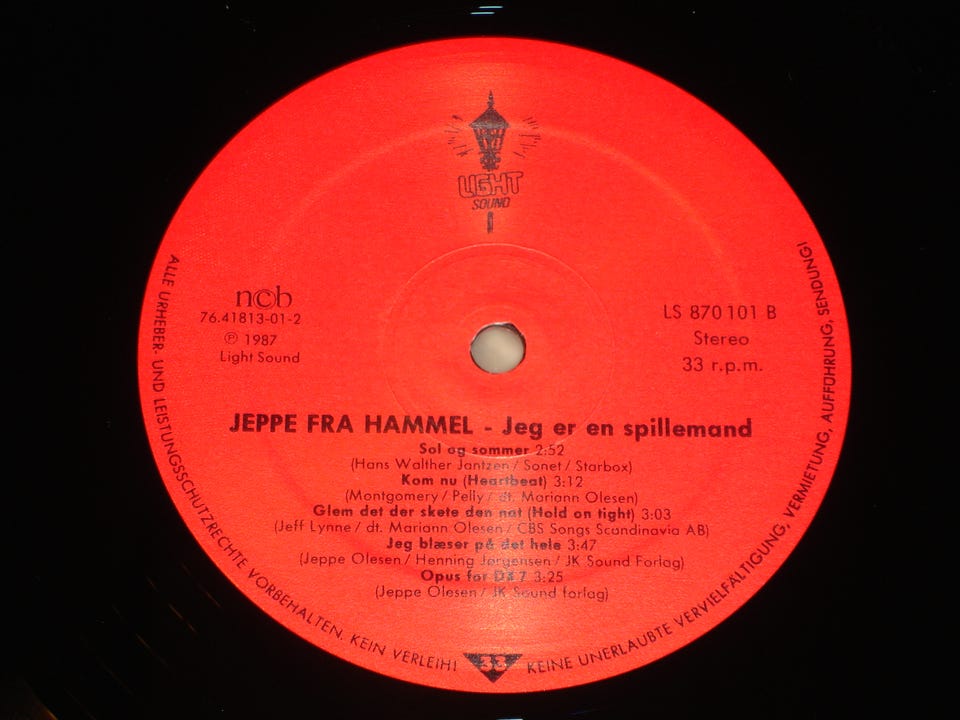 LIGHT
SOUND
ncb
76.41813-01-2
℗ 1987
Light Sound
LS 870 101 B
Stereo
33 r.p.m.
JEPPE FRA HAMMEL - Jeg er en spillemand
Sol og sommer 2:52
(Hans Walther Jantzen / Sonet / Starbox)
Kom nu (Heartbeat) 3:12
(Montgomery / Pelly / dt. Mariann Olesen)
Glem det der skete den nat (Hold on tight) 3:03
(Jeff Lynne / dt. Mariann Olesen / CBS Songs Scandinavia AB)
Jeg blæser på det hele 3:47
(Jeppe Olesen / Henning Jørgensen / JK Sound Forlag)
Opus for 3:25
(Jeppe Olesen / JK Sound forlag)
ALLE URHEBER- UND LEISTUNGSSCHUTZRECHTE VORBEHALTEN. KEIN VERLEIH! KEINE UNERLAUBTE VERVIELFÄLTIGUNG, VERMIETUNG, AUFFÜHRUNG, SENDUNG!
33